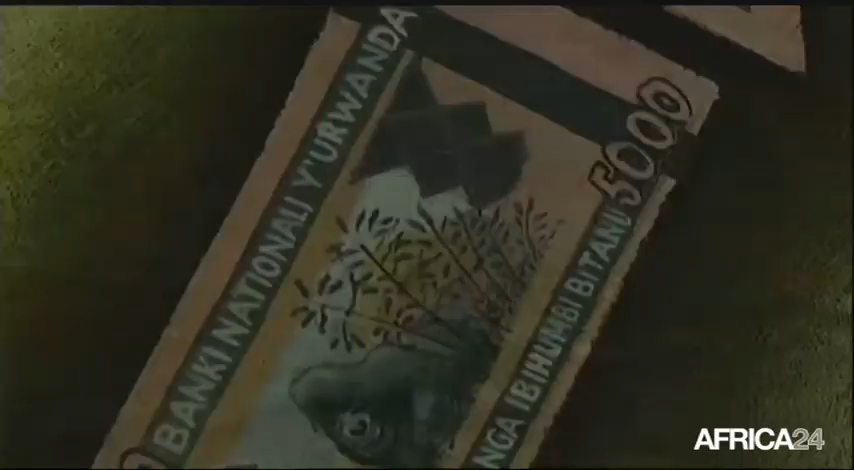 BANKI NATIONALI Y'URWANDA
5000
NGA IBIHUMBI BITANU
AFRICA24